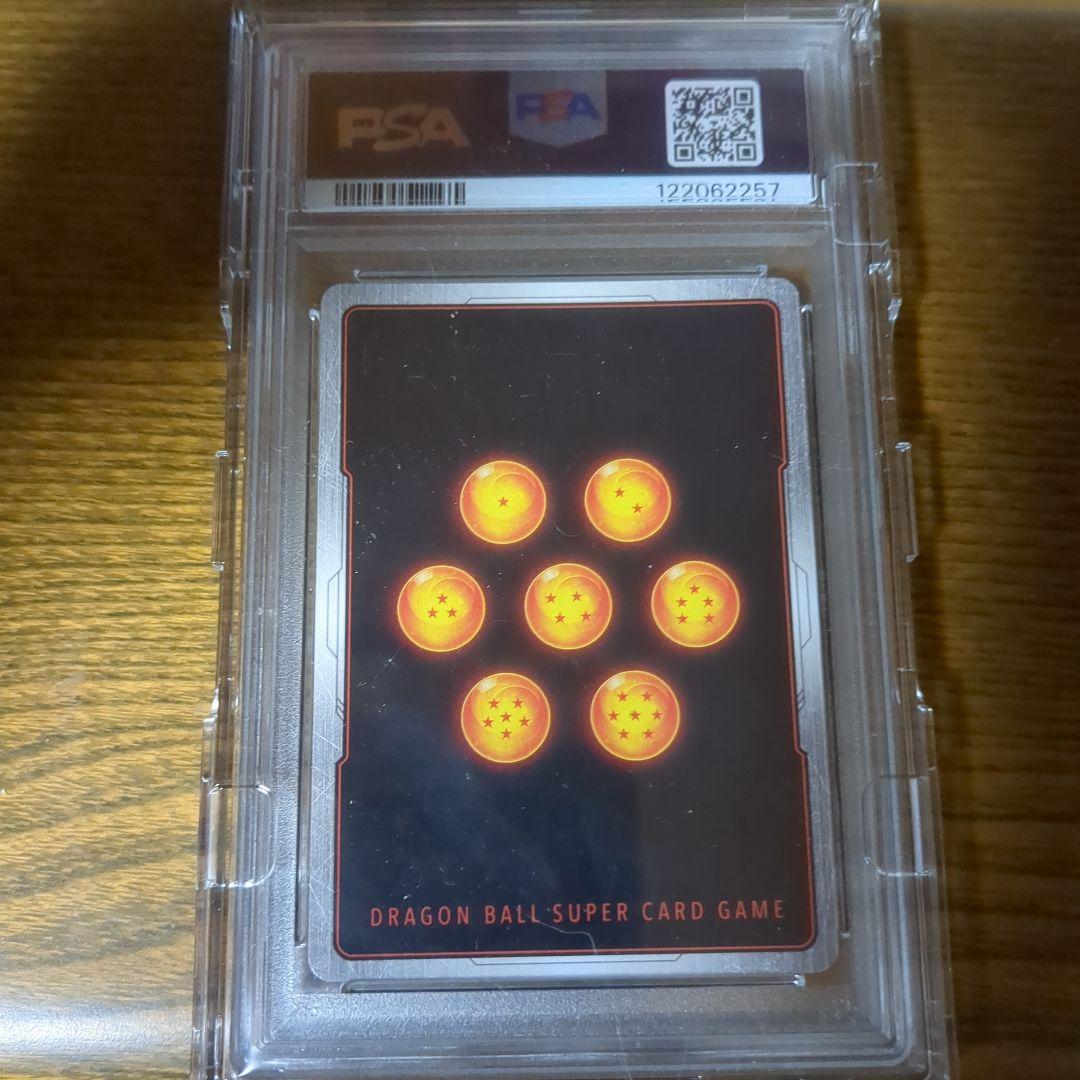 PSA
PSA
122062257
DRAGON BALL SUPER CARD GAME